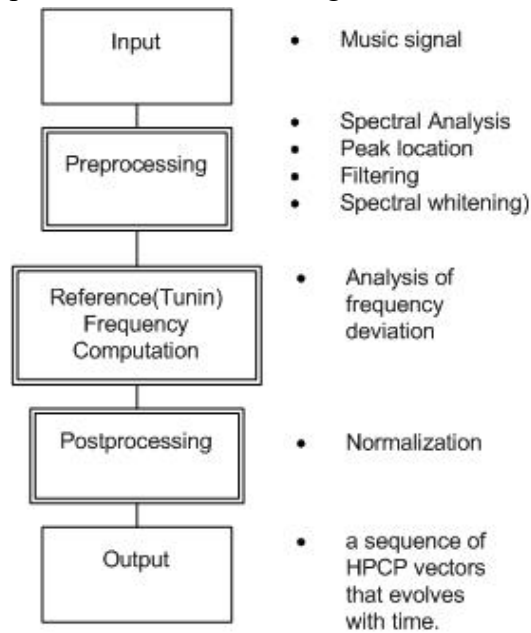 Input
• Music signal
Preprocessing
• Spectral Analysis
• Peak location
• Filtering
• Spectral whitening)
Reference(Tunin)
Frequency
Computation
• Analysis of
frequency
deviation
Postprocessing
• Normalization
Output
• a sequence of
HPCP vectors
that evolves
with time.